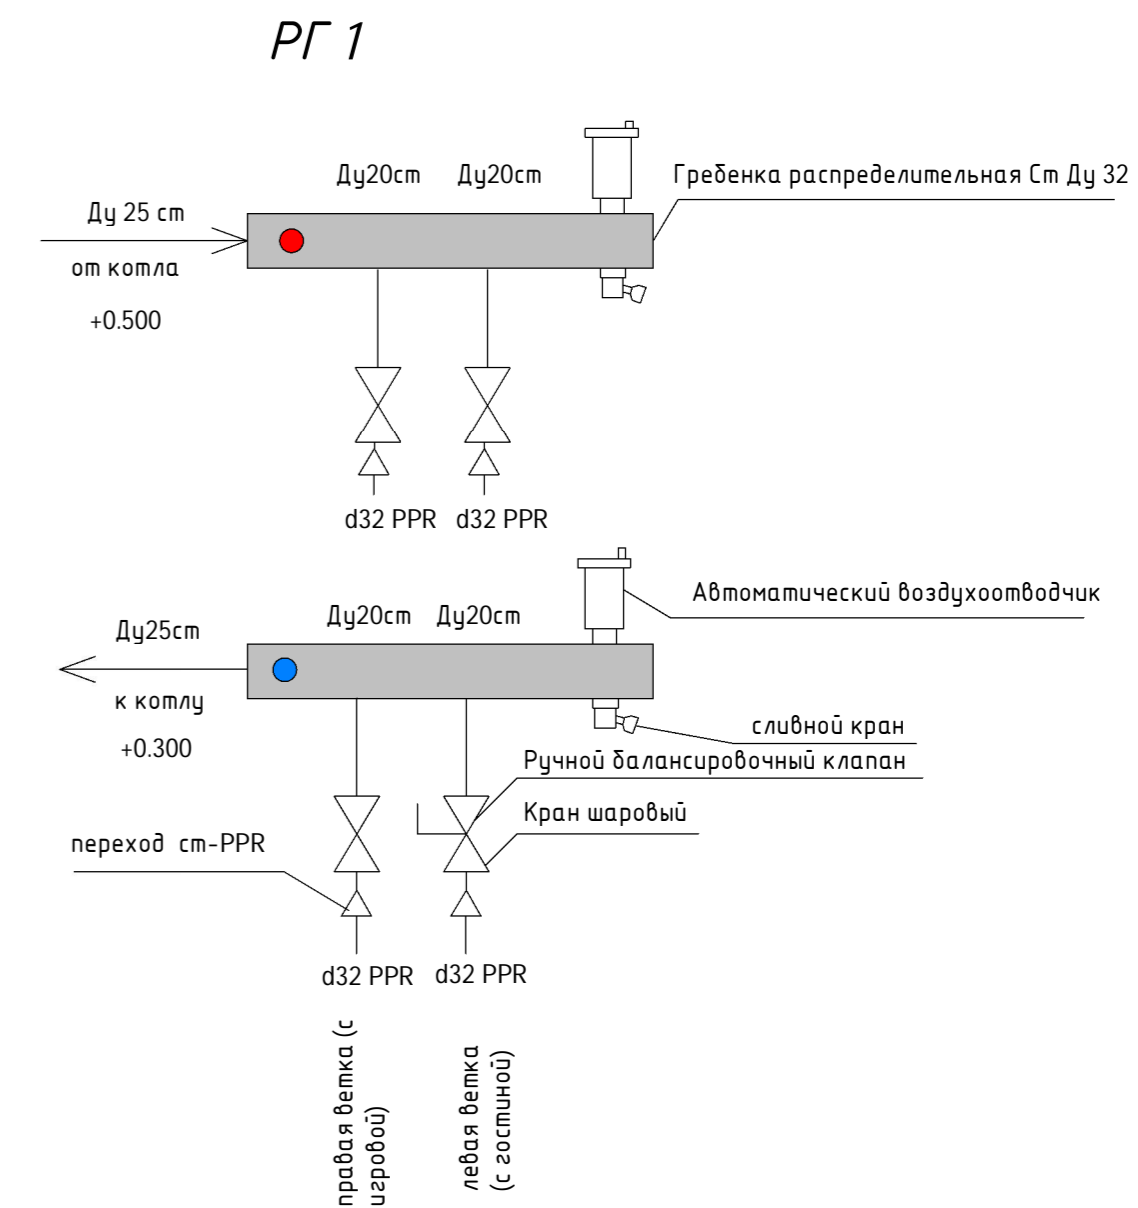 РГ 1
Ду20ст Ду20ст
Гребенка распределительная Ст Ду 32
Ду 25 ст
от котла
+0.500
d32 PPR d32 PPR
Автоматический воздухоотводчик
Ду20ст Ду20ст
Ду25ст
к котлу
+0.300
сливной кран
Ручной балансировочный клапан
Кран шаровый
переход ст-PPR
d32 PPR d32 PPR
правая ветка (с
игровой)
левая ветка
(с гостиной)